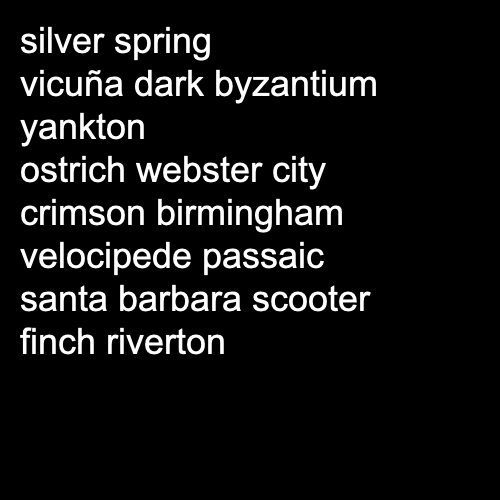 silver spring
vicuña dark byzantium
yankton
ostrich webster city
crimson birmingham
velocipede passaic
santa barbara scooter
finch riverton